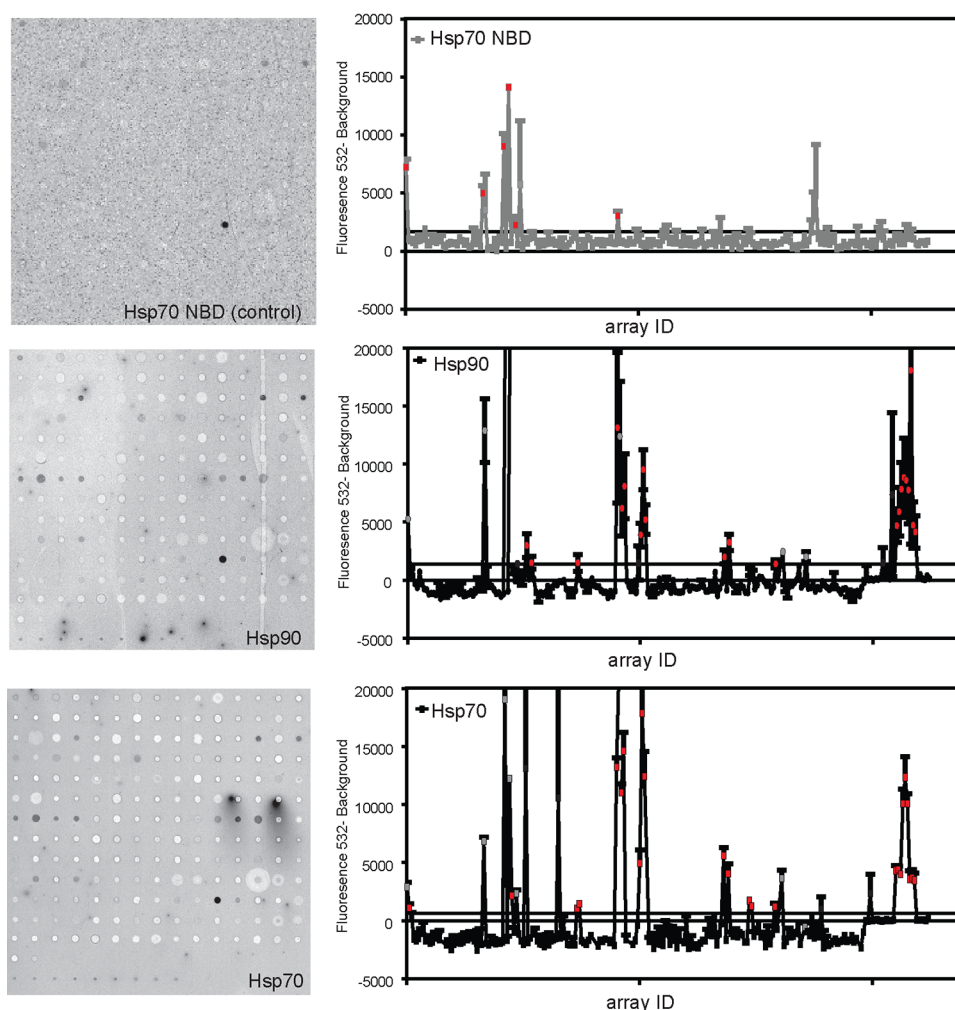 Hsp70 NBD (control)
Fluoresence 532- Background
20000
15000
10000
5000
0
-5000
Hsp70 NBD
array ID
Hsp90
Fluoresence 532- Background
20000
15000
10000
5000
0
-5000
Hsp90
array ID
Hsp70
Fluoresence 532- Background
20000
15000
10000
5000
0
-5000
Hsp70
array ID